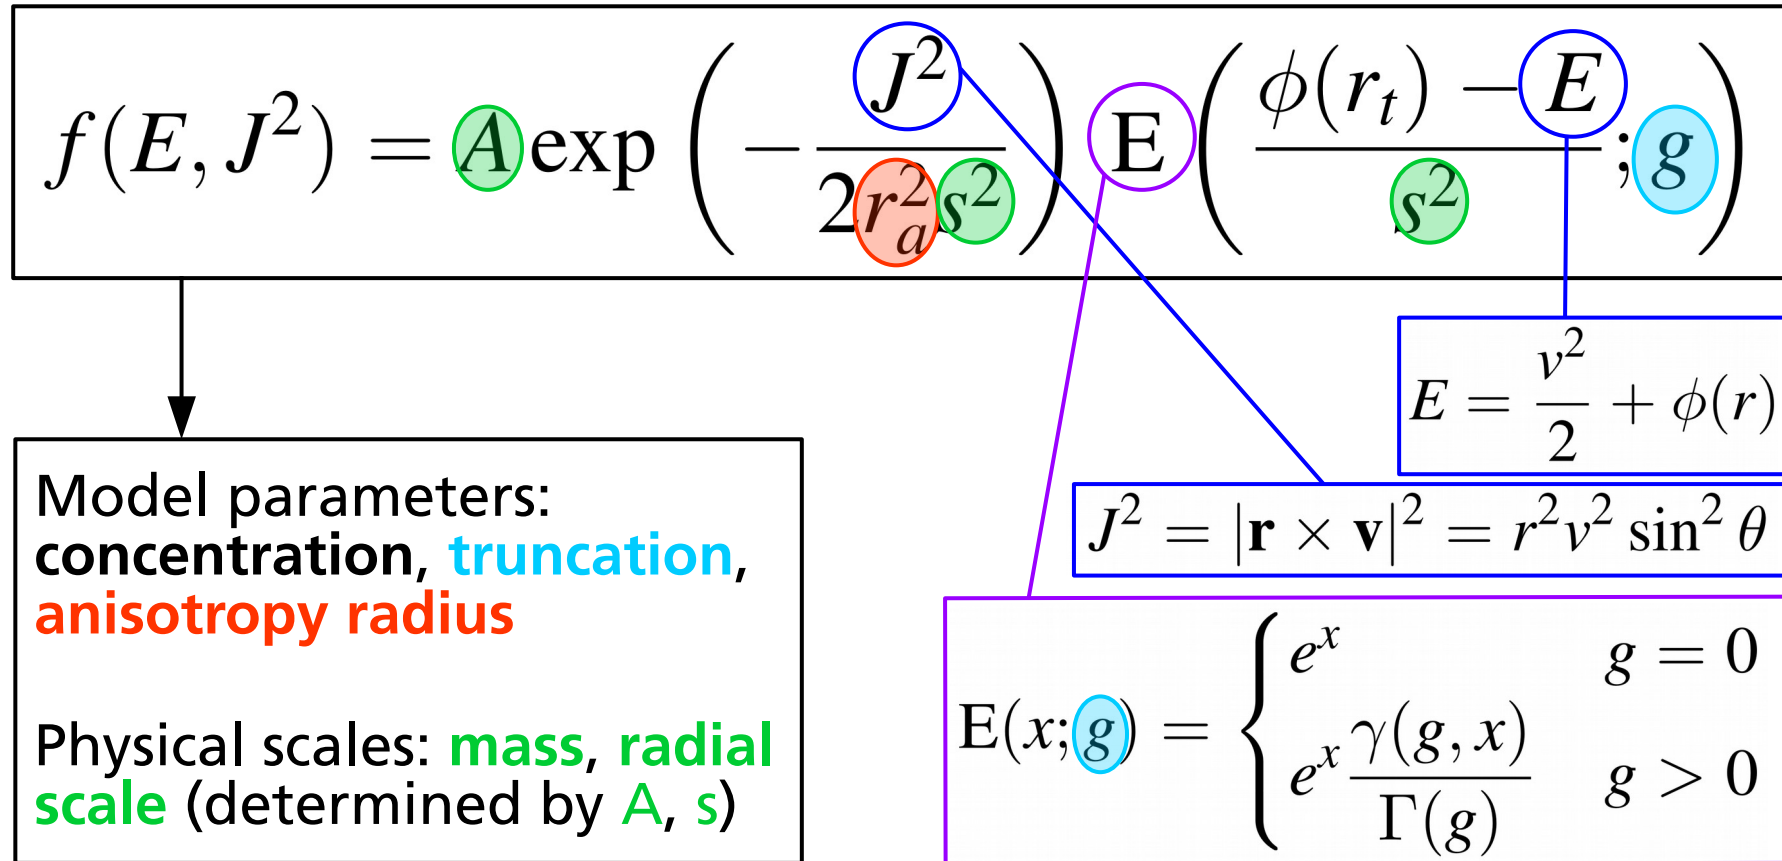 f(E, J²) = A exp(−J²/(2r_a²s²)) E((ϕ(r_t) − E)/s²; g)
E = v²/2 + ϕ(r)
J² = |r × v|² = r²v² sin² θ
Model parameters:
concentration, truncation,
anisotropy radius
Physical scales: mass, radial
scale (determined by A, s)
E(x; g) = { e^x g = 0
e^x γ(g, x)/Γ(g) g > 0